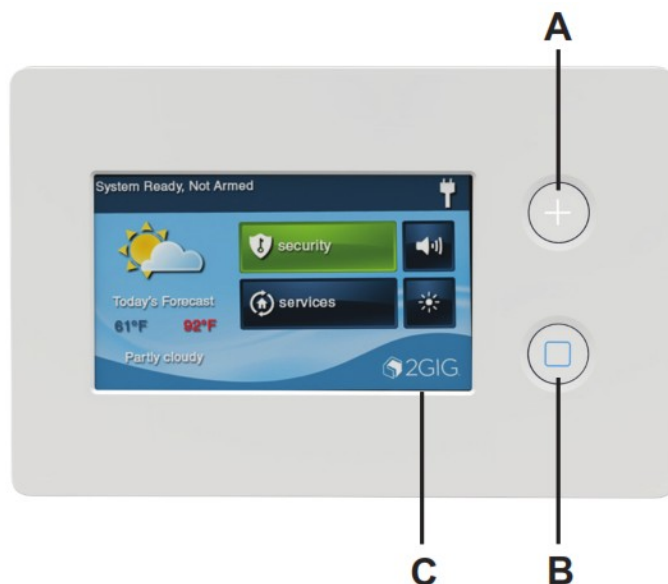 A
System Ready, Not Armed
security
Today's Forecast
services
61°F 92°F
Partly cloudy
2GIG
C
B